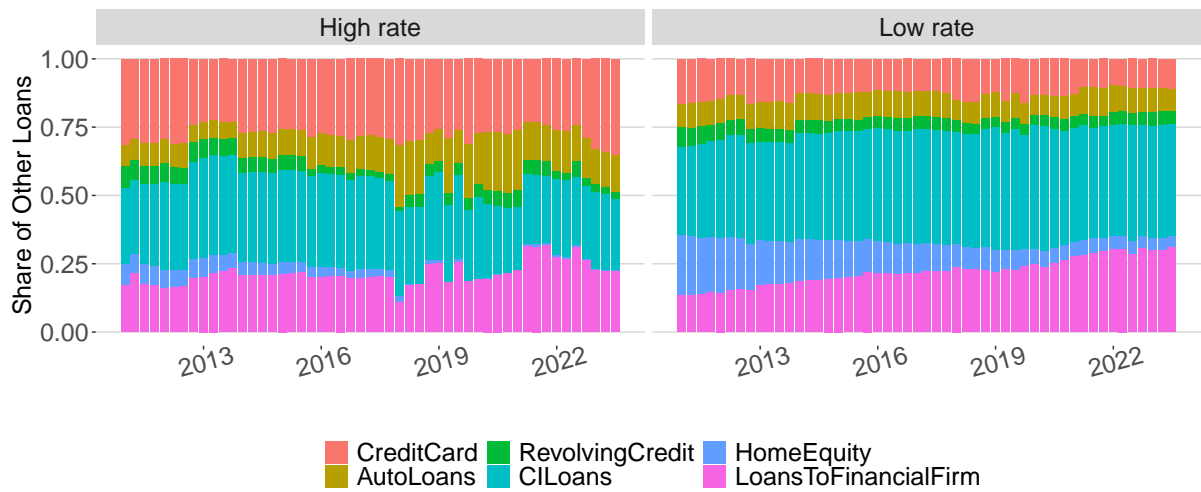 High rate
Low rate
Share of Other Loans
1.00
0.75
0.50
0.25
0.00
2013
2016
2019
2022
2013
2016
2019
2022
CreditCard
RevolvingCredit
HomeEquity
AutoLoans
CILoans
LoansToFinancialFirm